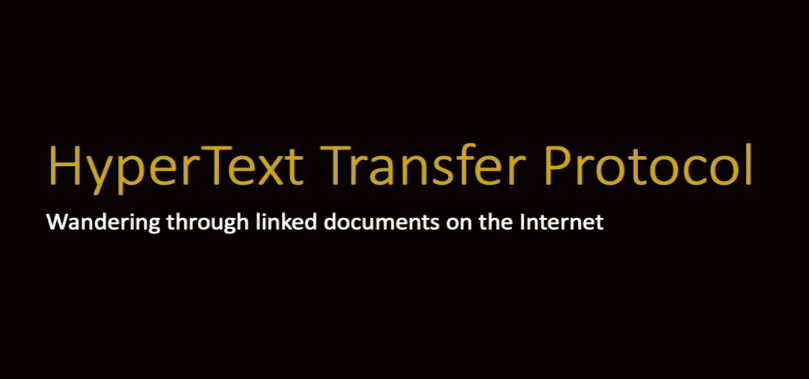 HyperText Transfer Protocol
Wandering through linked documents on the Internet